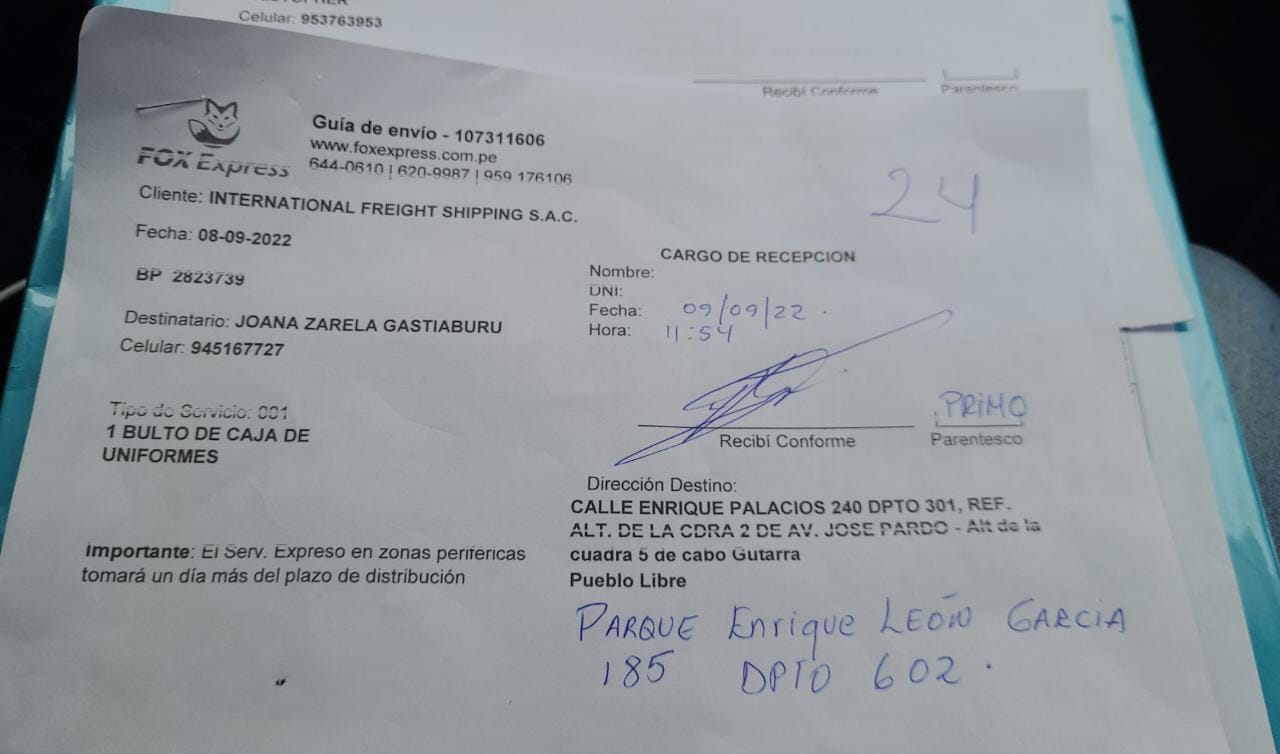 Celular: 953763953
Recibí Conforme
Parentesco
FOX Express
Guía de envío - 107311606
www.foxexpress.com.pe
644-0610 | 620-9987 | 959 176106
24
Cliente: INTERNATIONAL FREIGHT SHIPPING S.A.C.
Fecha: 08-09-2022
BP 2823739
Destinatario: JOANA ZARELA GASTIABURU
Celular: 945167727
Tipo de Servicio: 001
1 BULTO DE CAJA DE
UNIFORMES
Importante: El Serv. Expreso en zonas periféricas
tomará un día más del plazo de distribución
CARGO DE RECEPCION
Nombre:
DNI:
Fecha: 09/09/22.
Hora: 11:54
PRIMO
Recibí Conforme
Parentesco
Dirección Destino:
CALLE ENRIQUE PALACIOS 240 DPTO 301, REF.
ALT. DE LA CDRA 2 DE AV. JOSE PARDO - Alt de la
cuadra 5 de cabo Gutarra
Pueblo Libre
PARQUE Enrique LEÓN GARCIA
185 DPTO 602.